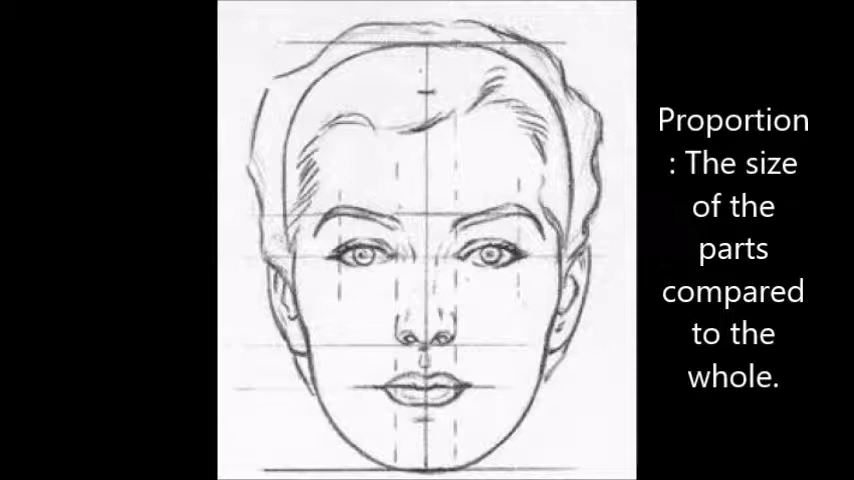 Proportion
: The size
of the
parts
compared
to the
whole.